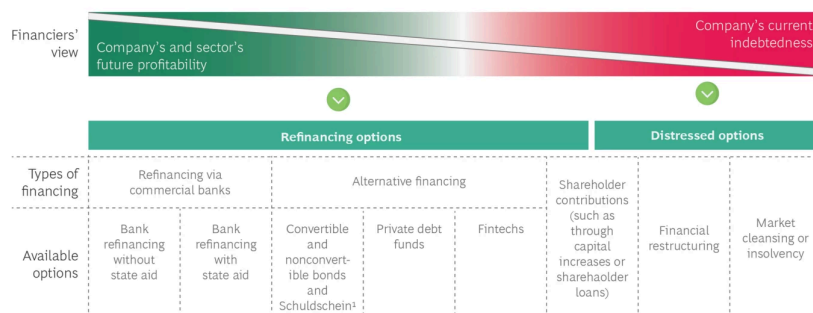 Financiers'
view
Company's and sector's
future profitability
Company's current
indebtedness
Refinancing options
Distressed options
Types of
financing
Refinancing via
commercial banks
Alternative financing
Shareholder
contributions
(such as
through
capital
increases or
sharehaolder
loans)
Financial
restructuring
Market
cleansing or
insolvency
Available
options
Bank
refinancing
without
state aid
Bank
refinancing
with
state aid
Convertible
and
nonconvert-
ible bonds
and
Schuldschein¹
Private debt
funds
Fintechs